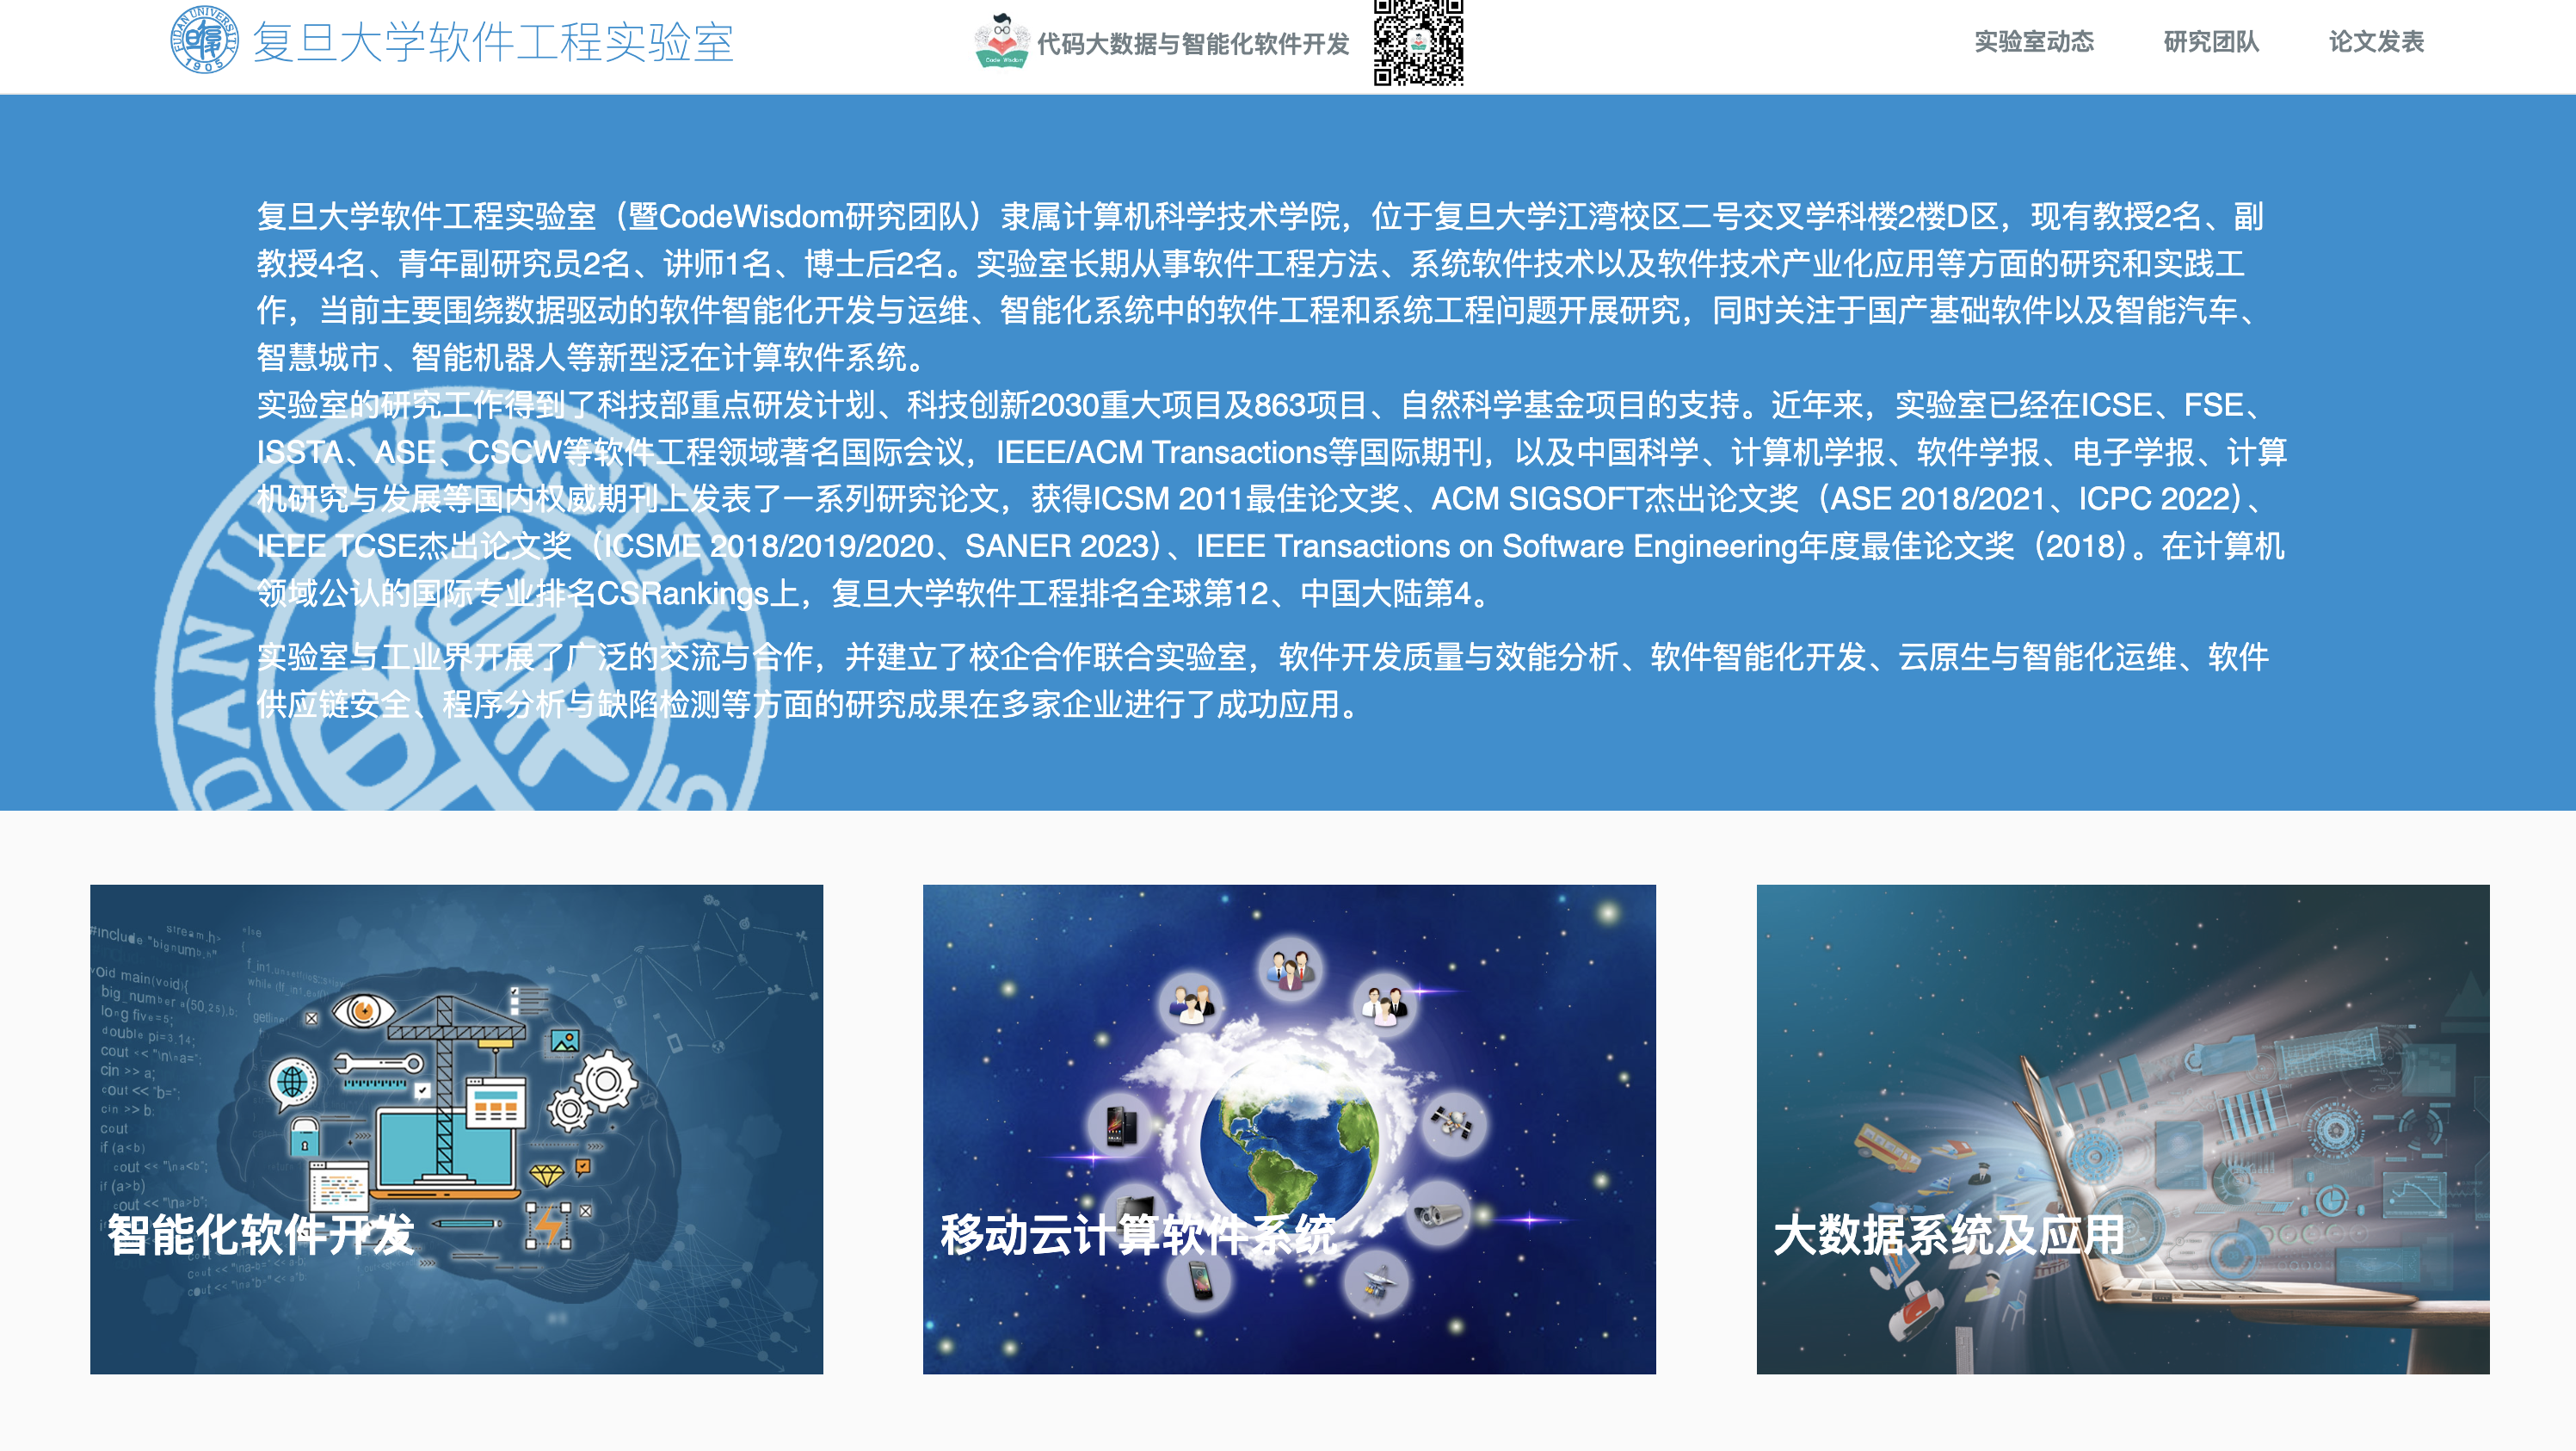 FUDAN UNIVERSITY
1905
复旦大学软件工程实验室
Code Wisdom
代码大数据与智能化软件开发
实验室动态
研究团队
论文发表
复旦大学软件工程实验室（暨CodeWisdom研究团队）隶属计算机科学技术学院，位于复旦大学江湾校区二号交叉学科楼2楼D区，现有教授2名、副
教授4名、青年副研究员2名、讲师1名、博士后2名。实验室长期从事软件工程方法、系统软件技术以及软件技术产业化应用等方面的研究和实践工
作，当前主要围绕数据驱动的软件智能化开发与运维、智能化系统中的软件工程和系统工程问题开展研究，同时关注于国产基础软件以及智能汽车、
智慧城市、智能机器人等新型泛在计算软件系统。
实验室的研究工作得到了科技部重点研发计划、科技创新2030重大项目及863项目、自然科学基金项目的支持。近年来，实验室已经在ICSE、FSE、
ISSTA、ASE、CSCW等软件工程领域著名国际会议，IEEE/ACM Transactions等国际期刊，以及中国科学、计算机学报、软件学报、电子学报、计算
机研究与发展等国内权威期刊上发表了一系列研究论文，获得ICSM 2011最佳论文奖、ACM SIGSOFT杰出论文奖（ASE 2018/2021、ICPC 2022）、
IEEE TCSE杰出论文奖（ICSME 2018/2019/2020、SANER 2023）、IEEE Transactions on Software Engineering年度最佳论文奖（2018）。在计算机
领域公认的国际专业排名CSRankings上，复旦大学软件工程排名全球第12、中国大陆第4。
实验室与工业界开展了广泛的交流与合作，并建立了校企合作联合实验室，软件开发质量与效能分析、软件智能化开发、云原生与智能化运维、软件
供应链安全、程序分析与缺陷检测等方面的研究成果在多家企业进行了成功应用。
#include "bignum.h"
void main(void){
big_number a(50,25),b;
long five=5;
double pi=3.14;
cout << "\n\na=";
cin >> a;
cout << "b=";
cin >> b;
cout
if (a<b)
cout << "\na<b";
if (a>b)
cout << "\na>b";
智能化软件开发
移动云计算软件系统
大数据系统及应用